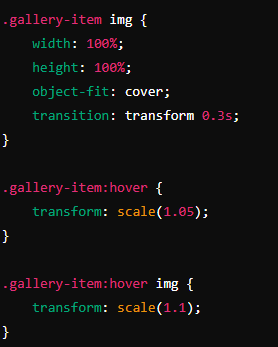 .gallery-item img {
    width: 100%;
    height: 100%;
    object-fit: cover;
    transition: transform 0.3s;
}

.gallery-item:hover {
    transform: scale(1.05);
}

.gallery-item:hover img {
    transform: scale(1.1);
}